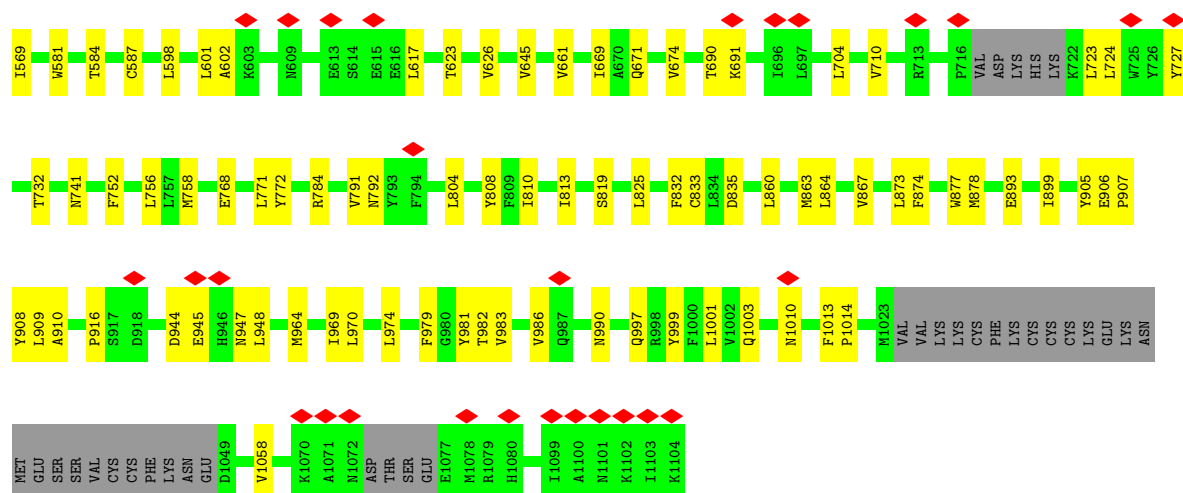 I569 W581 T584 C587 L598 L601 A602 K603 N609 E613 S614 E615 E616 L617 T623 V626 V645 V661 I669 A670 Q671 V674 T690 K691 I696 L697 L704 V710 R713 P716 VAL ASP LYS HIS LYS K722 L723 L724 W725 Y726 Y727
T732 N741 F752 L756 L757 M758 E768 L771 Y772 R784 V791 N792 Y793 F794 L804 Y808 F809 I810 I813 S819 L825 F832 C833 L834 D835 L860 M863 L864 V867 L873 F874 W877 M878 E893 I899 Y905 E906 P907
Y908 L909 A910 P916 S917 D918 D944 E945 H946 N947 L948 M964 I969 L970 L974 F979 G980 Y981 T982 V983 V986 Q987 N990 Q997 R998 Y999 F1000 L1001 V1002 Q1003 N1010 F1013 P1014 M1023 VAL VAL LYS LYS CYS PHE LYS CYS CYS CYS LYS GLU LYS ASN
MET GLU SER SER VAL CYS CYS PHE LYS ASN GLU D1049 V1058 K1070 A1071 N1072 ASP THR SER GLU E1077 M1078 R1079 H1080 I1099 A1100 N1101 K1102 I1103 K1104